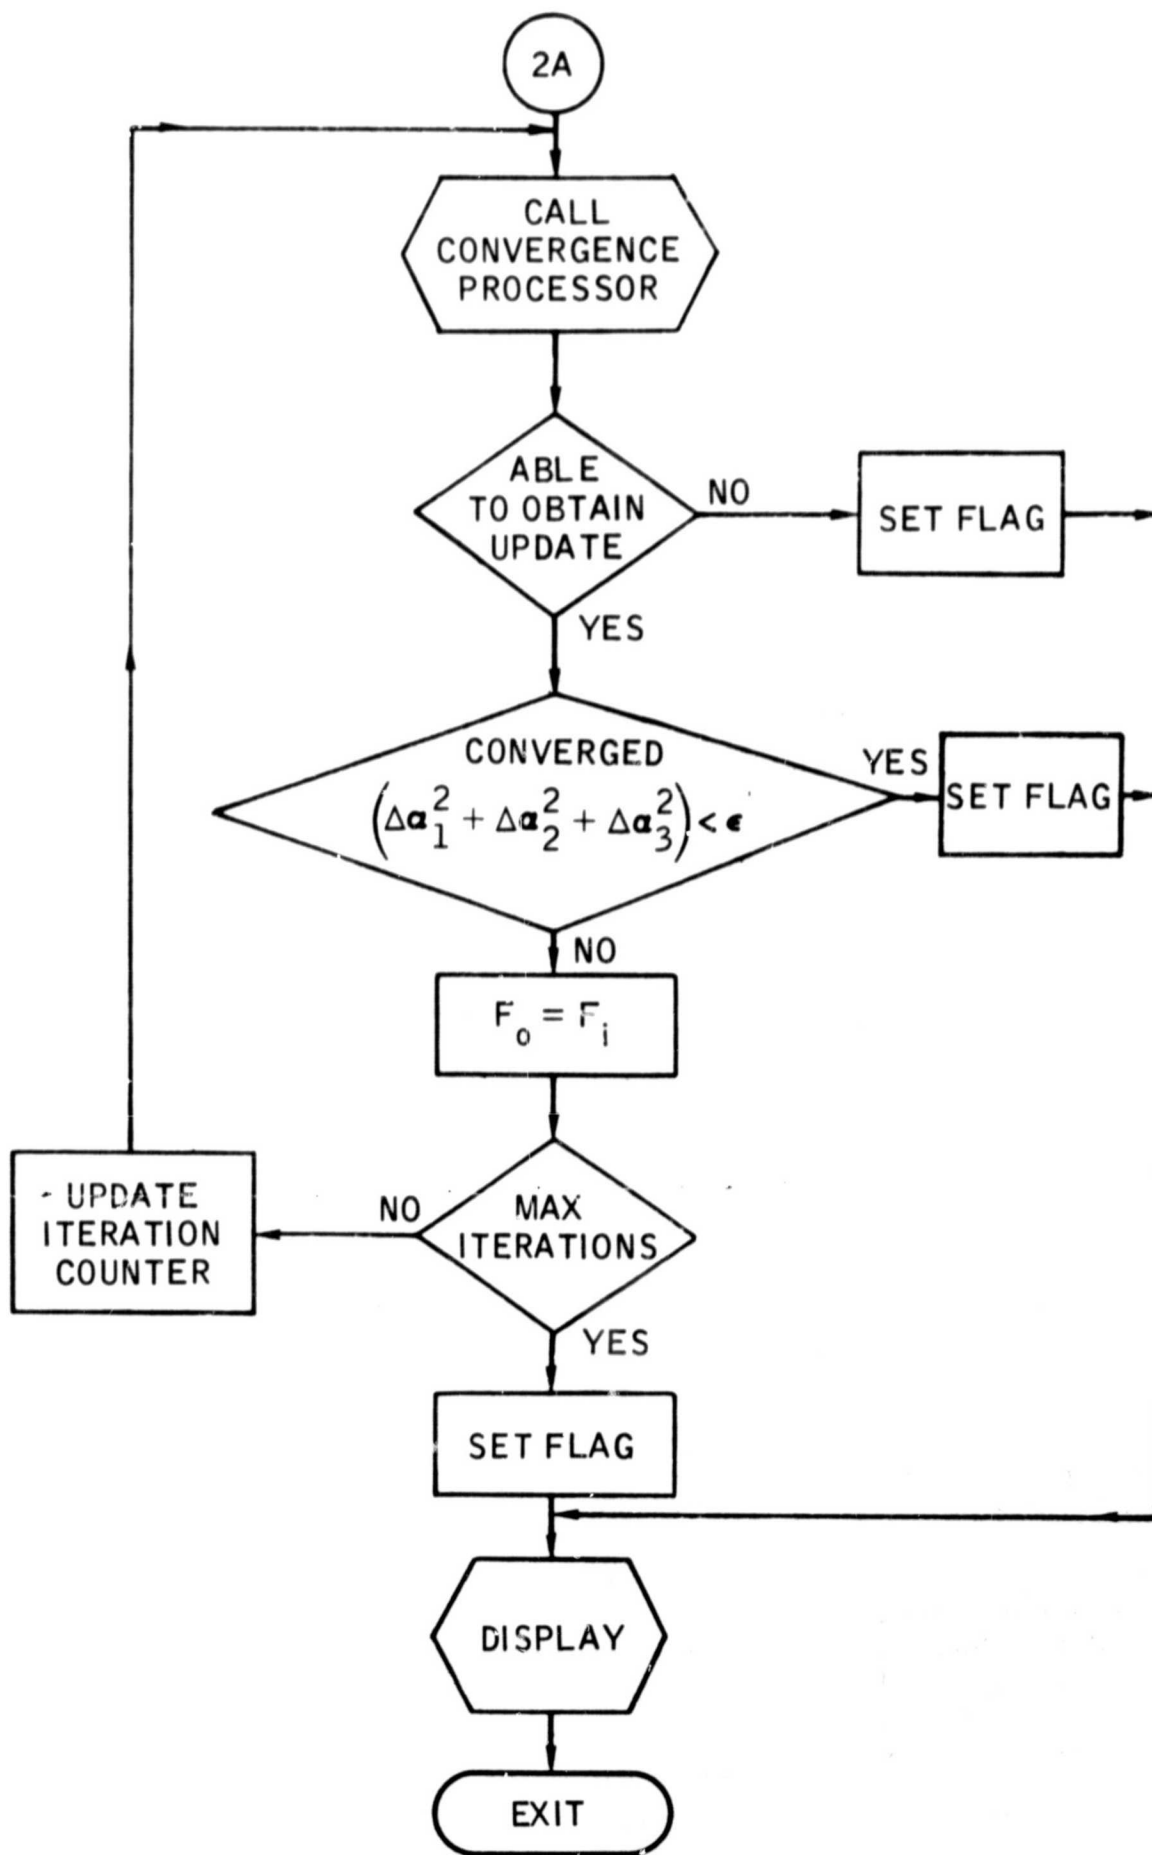 2A
CALL
CONVERGENCE
PROCESSOR
ABLE
TO OBTAIN
UPDATE
NO
SET FLAG
YES
CONVERGED
(Δα₁² + Δα₂² + Δα₃²) < ε
YES
SET FLAG
NO
F₀ = Fᵢ
MAX
ITERATIONS
NO
UPDATE
ITERATION
COUNTER
YES
SET FLAG
DISPLAY
EXIT